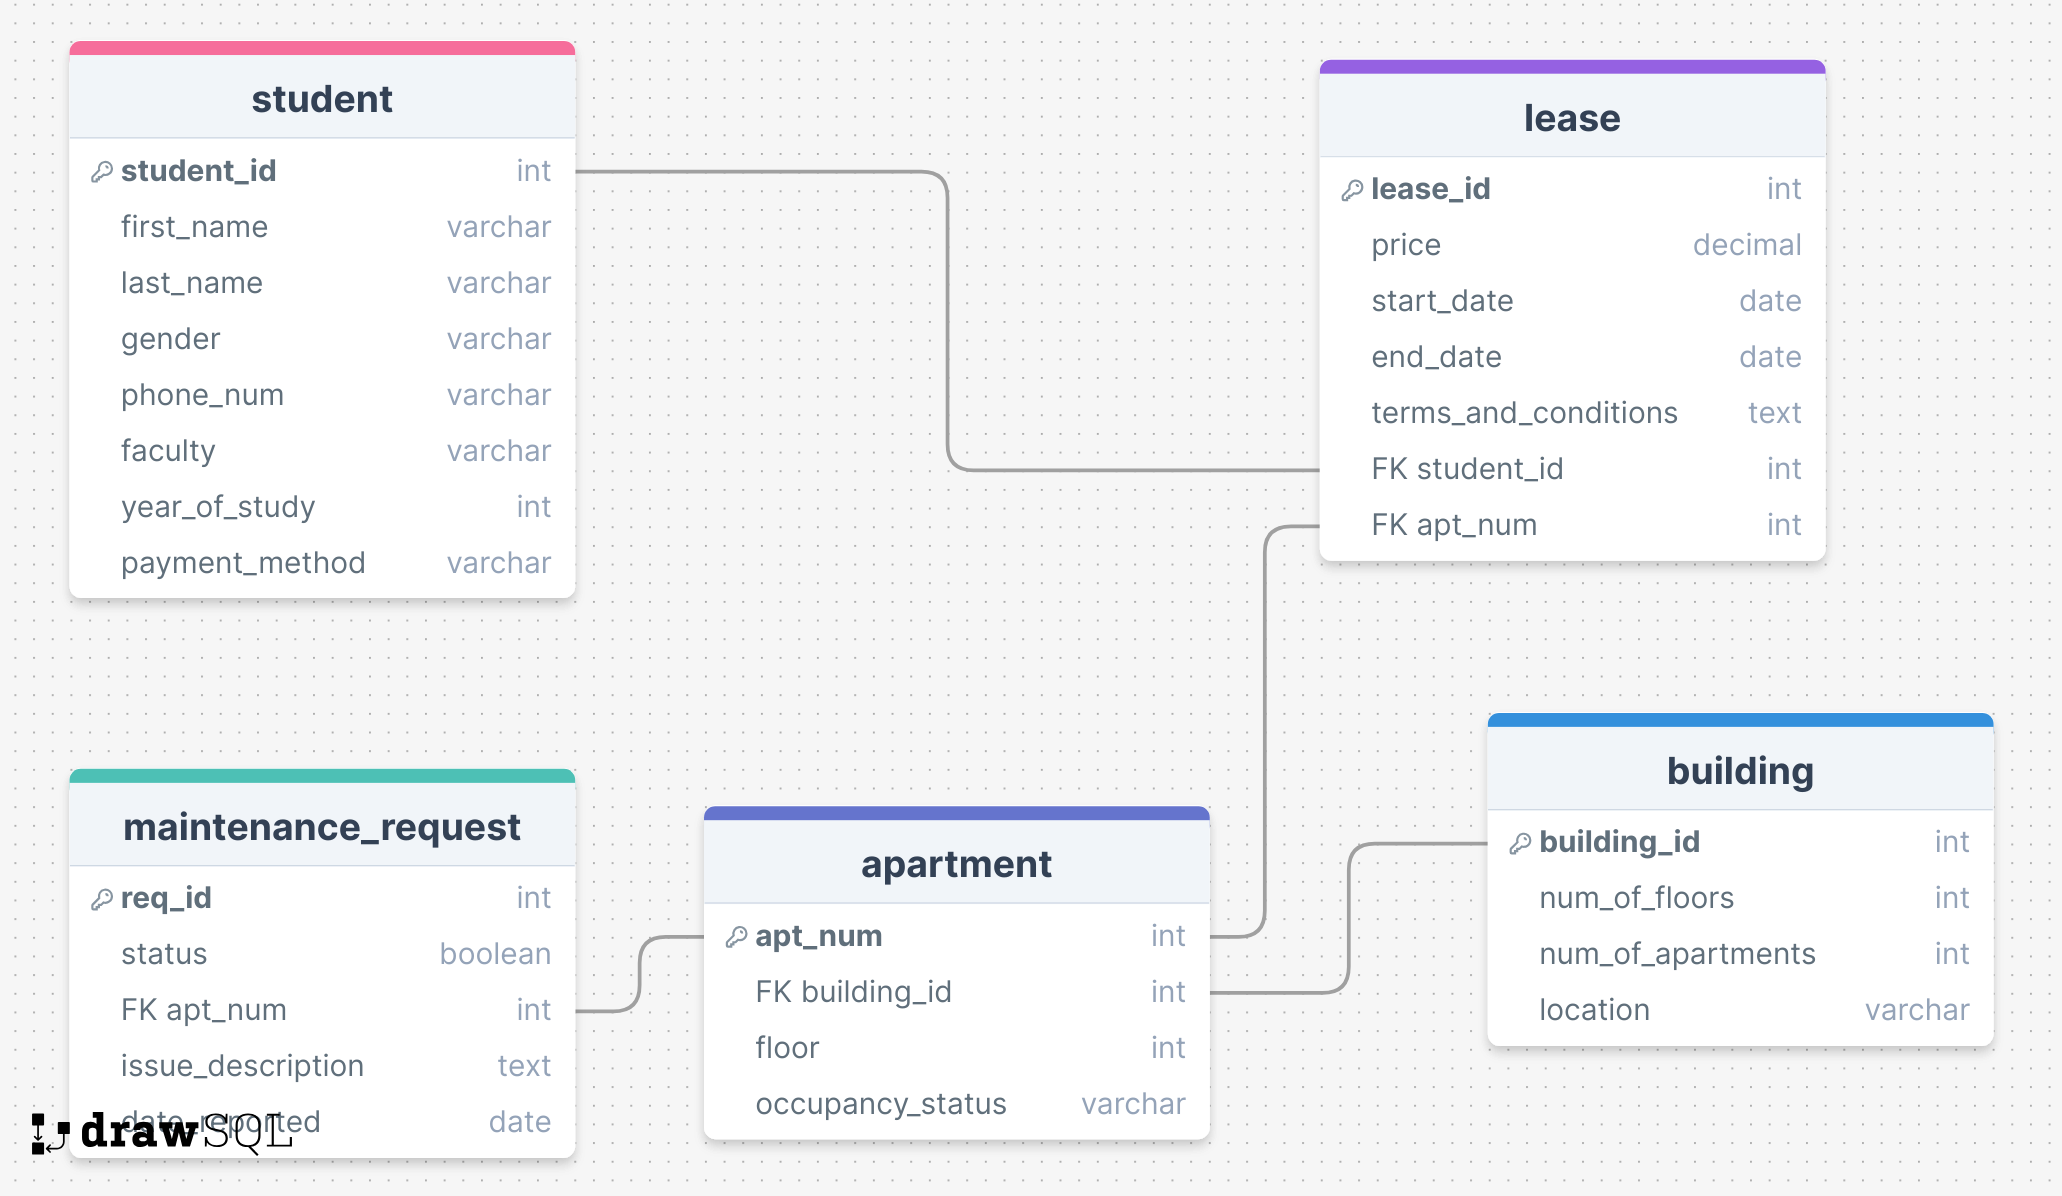 student
student_id int
first_name varchar
last_name varchar
gender varchar
phone_num varchar
faculty varchar
year_of_study int
payment_method varchar
lease
lease_id int
price decimal
start_date date
end_date date
terms_and_conditions text
FK student_id int
FK apt_num int
maintenance_request
req_id int
status boolean
FK apt_num int
issue_description text
date_reported date
drawSQL
apartment
apt_num int
FK building_id int
floor int
occupancy_status varchar
building
building_id int
num_of_floors int
num_of_apartments int
location varchar